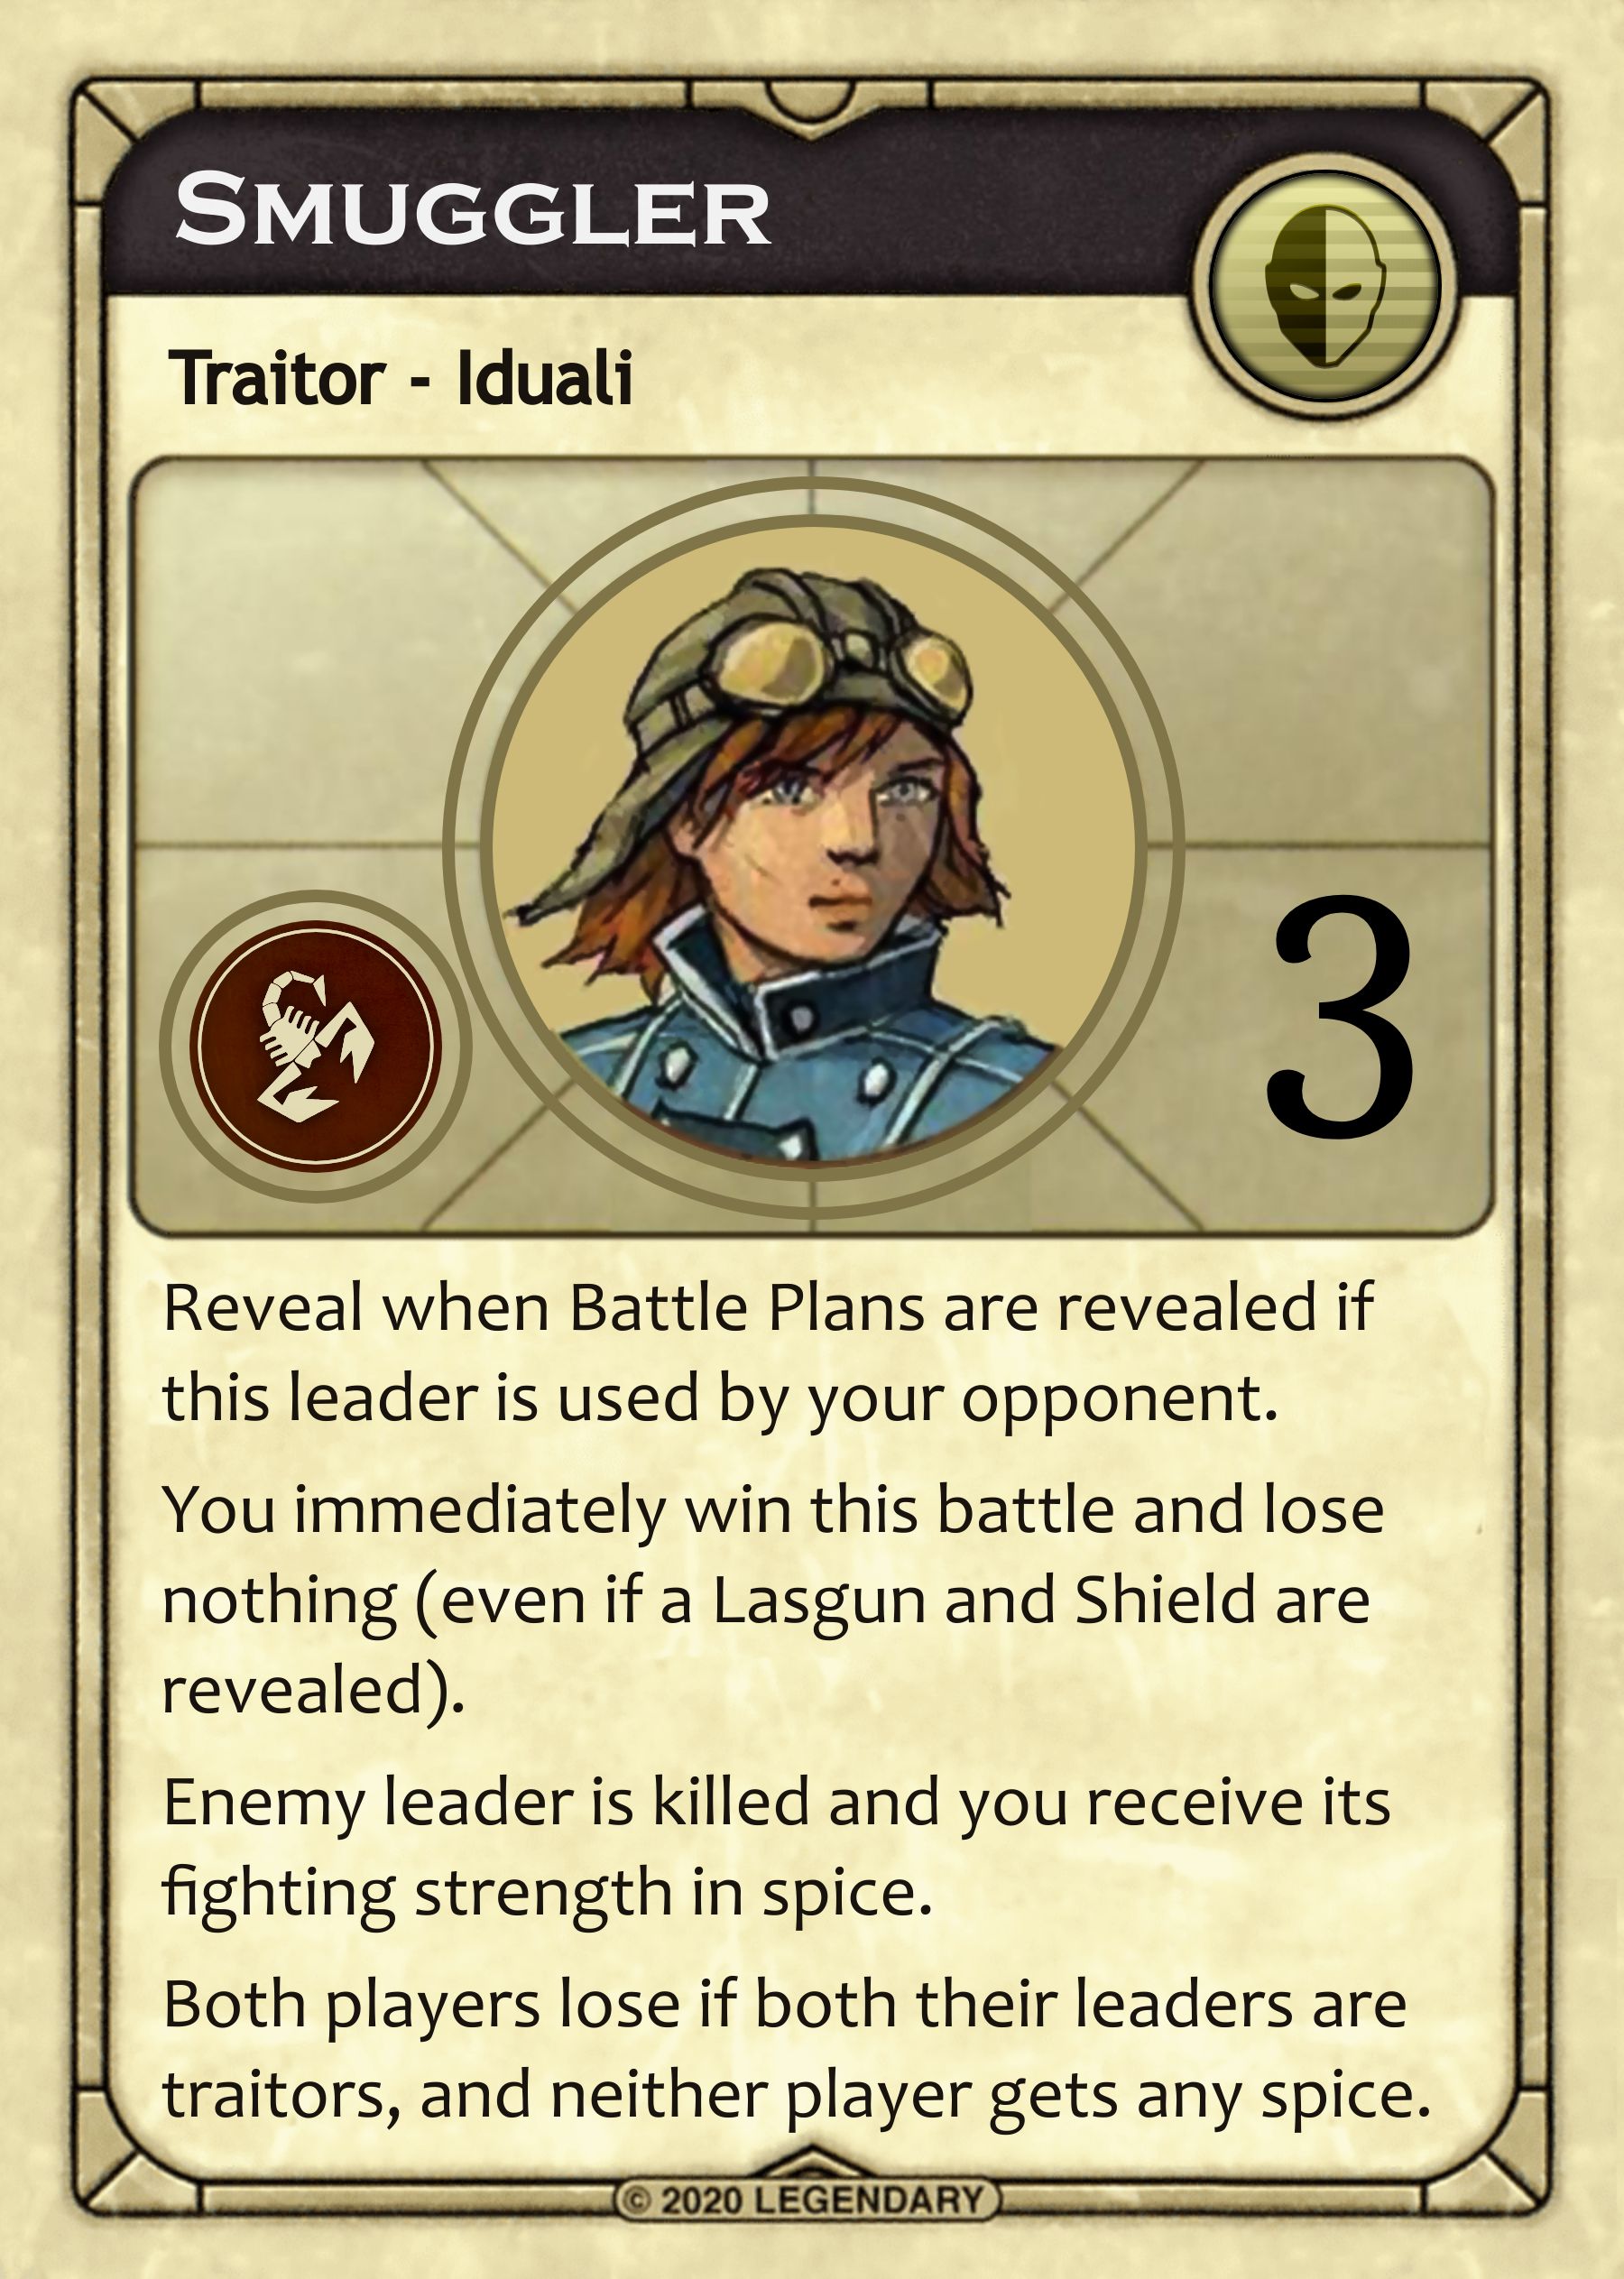 Smuggler
Traitor - Iduali
3
Reveal when Battle Plans are revealed if
this leader is used by your opponent.
You immediately win this battle and lose
nothing (even if a Lasgun and Shield are
revealed).
Enemy leader is killed and you receive its
fighting strength in spice.
Both players lose if both their leaders are
traitors, and neither player gets any spice.
© 2020 LEGENDARY